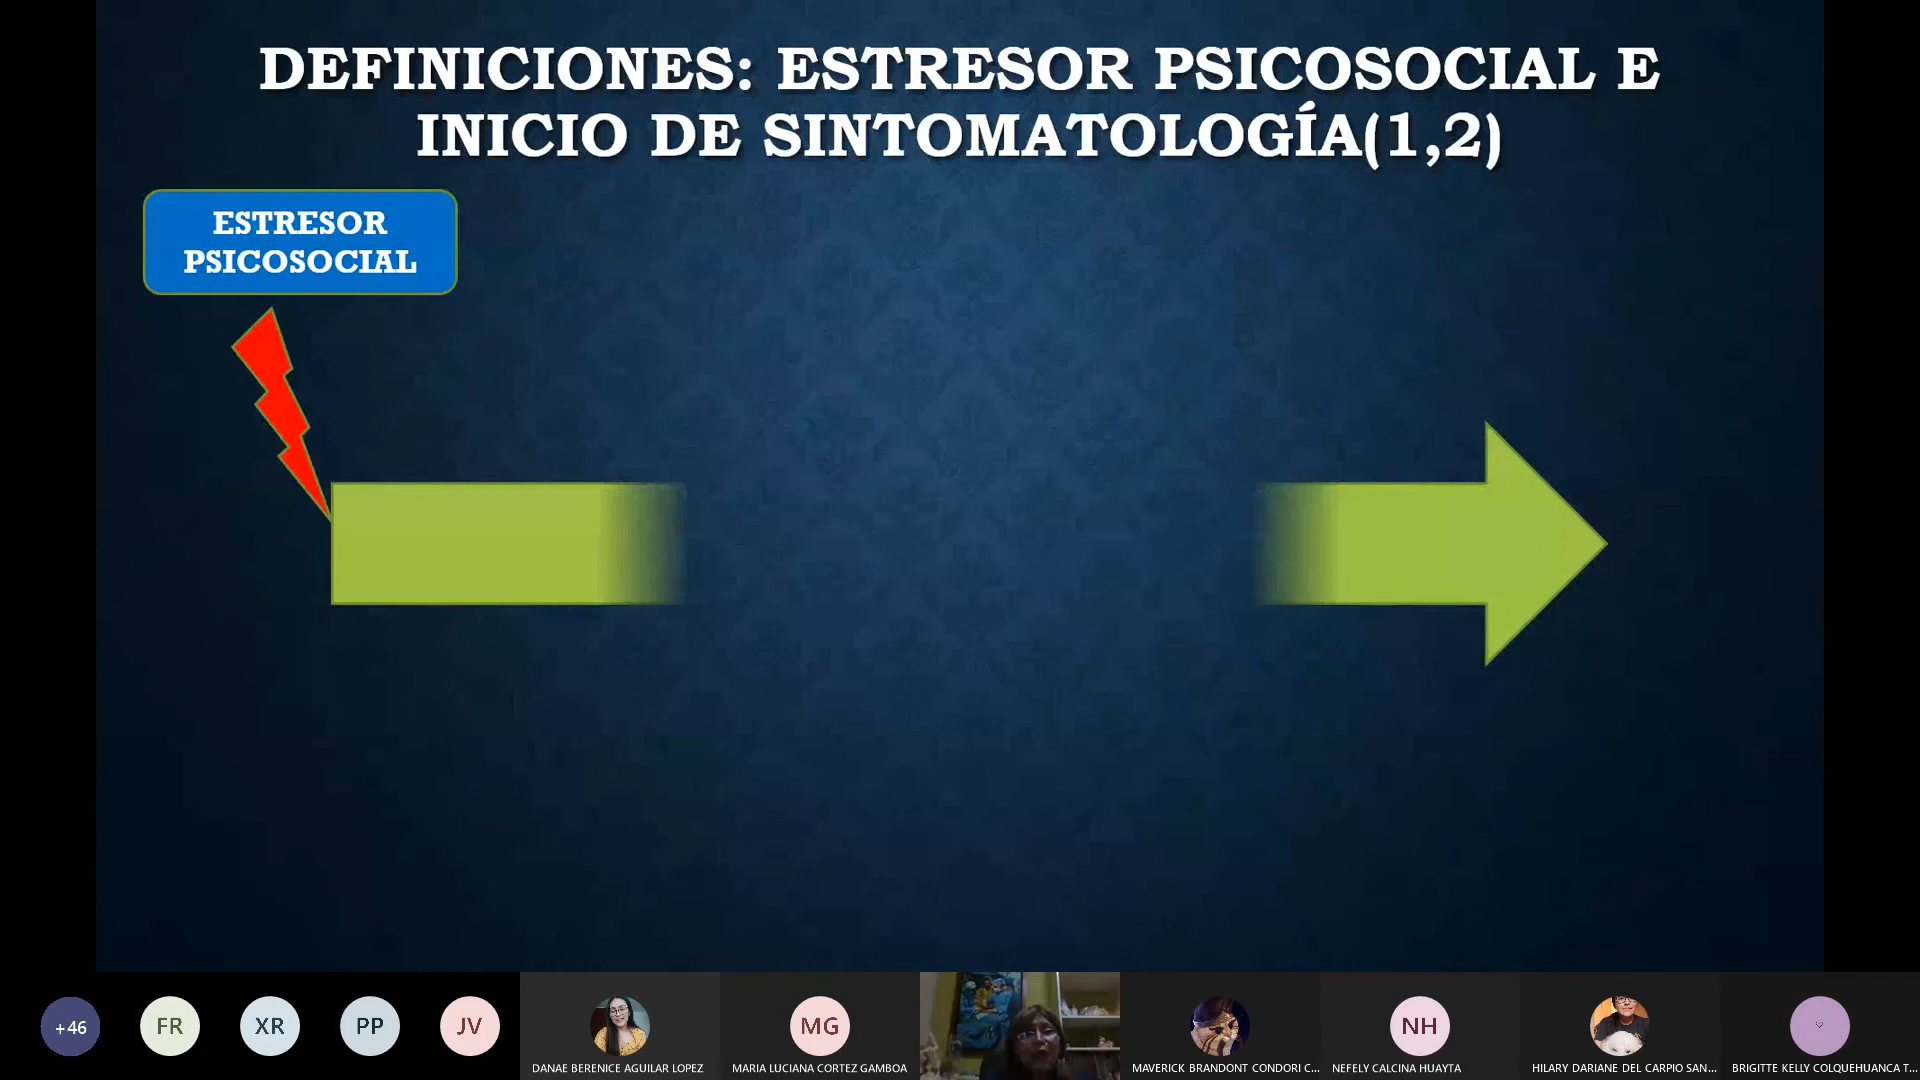 DEFINICIONES: ESTRESOR PSICOSOCIAL E
INICIO DE SINTOMATOLOGÍA(1,2)
ESTRESOR
PSICOSOCIAL
+46
FR
XR
PP
JV
DANAE BERENICE AGUILAR LOPEZ
MG
MARIA LUCIANA CORTEZ GAMBOA
MAVERICK BRANDONT CONDORI C...
NH
NEFELY CALCINA HUAYTA
HILARY DARIANE DEL CARPIO SAN...
BRIGITTE KELLY COLQUEHUANCA T...